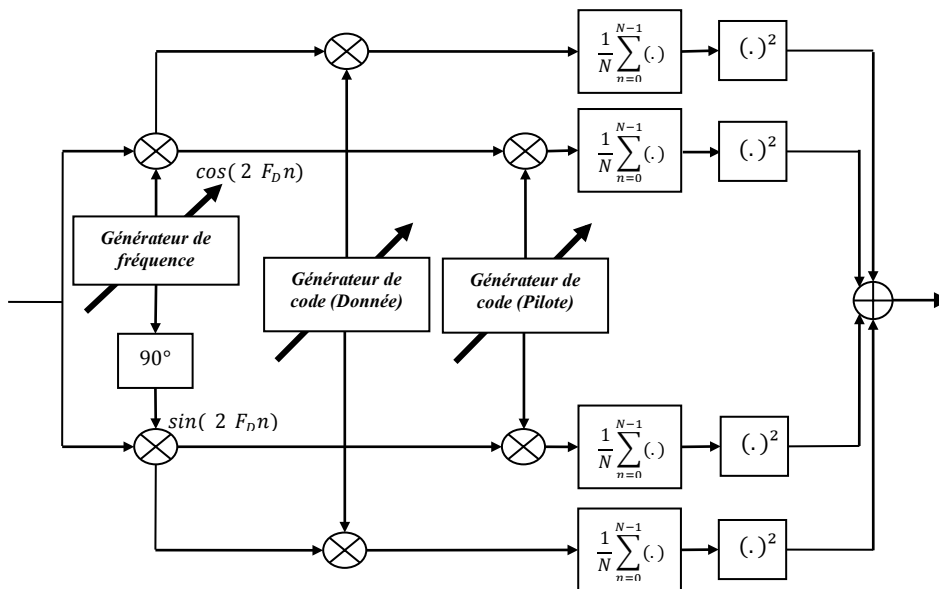 1/N ∑_{n=0}^{N-1} (.)
(.)²
1/N ∑_{n=0}^{N-1} (.)
(.)²
cos( 2 F_D n)
Générateur de
fréquence
Générateur de
code (Donnée)
Générateur de
code (Pilote)
90°
sin( 2 F_D n)
1/N ∑_{n=0}^{N-1} (.)
(.)²
1/N ∑_{n=0}^{N-1} (.)
(.)²